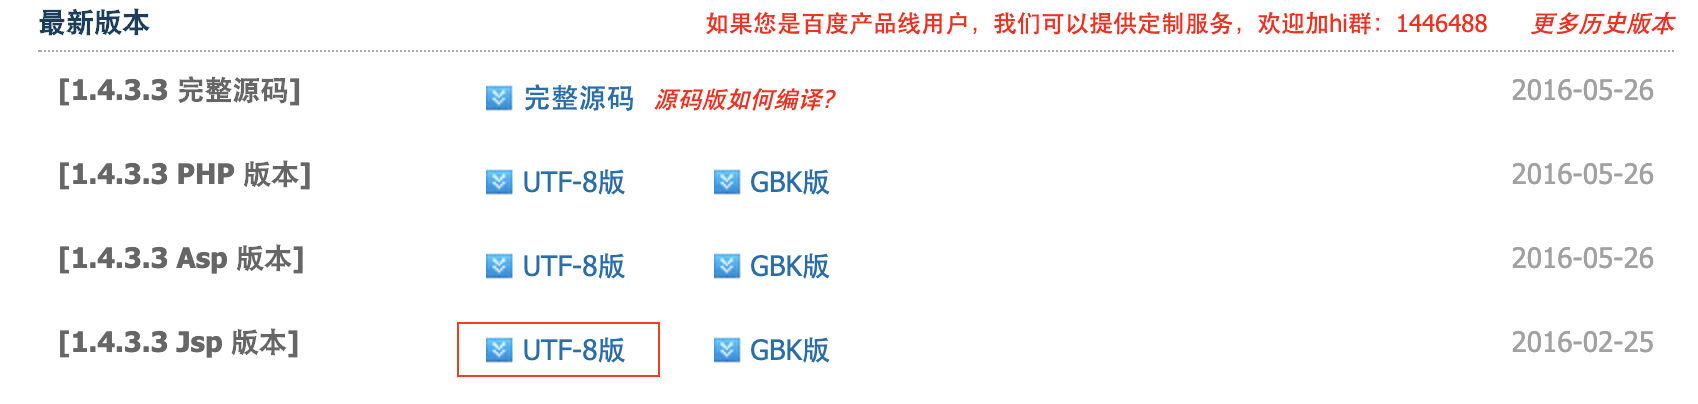 最新版本 如果您是百度产品线用户，我们可以提供定制服务，欢迎加hi群：1446488 更多历史版本
[1.4.3.3 完整源码] 完整源码 源码版如何编译? 2016-05-26
[1.4.3.3 PHP 版本] UTF-8版 GBK版 2016-05-26
[1.4.3.3 Asp 版本] UTF-8版 GBK版 2016-05-26
[1.4.3.3 Jsp 版本] UTF-8版 GBK版 2016-02-25